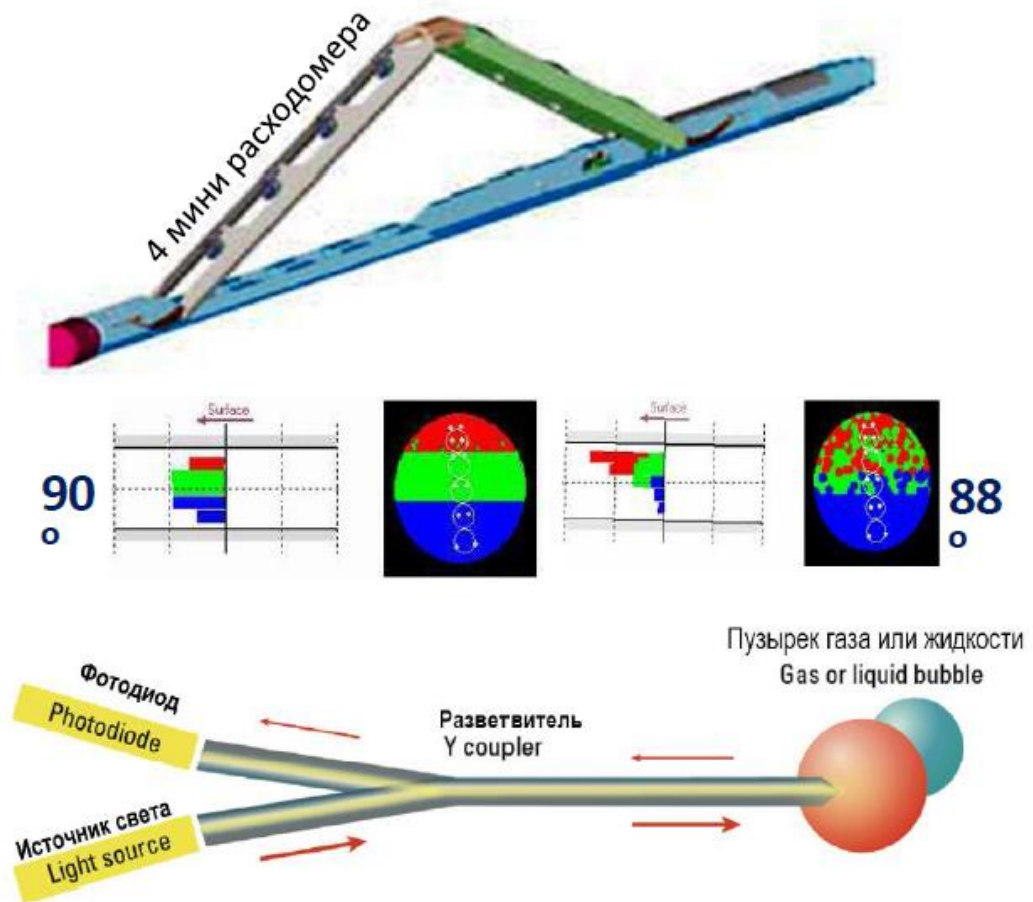 4 мини расходомера
Surface
Surface
90
о
88
о
Пузырек газа или жидкости
Gas or liquid bubble
Фотодиод
Photodiode
Разветвитель
Y coupler
Источник света
Light source